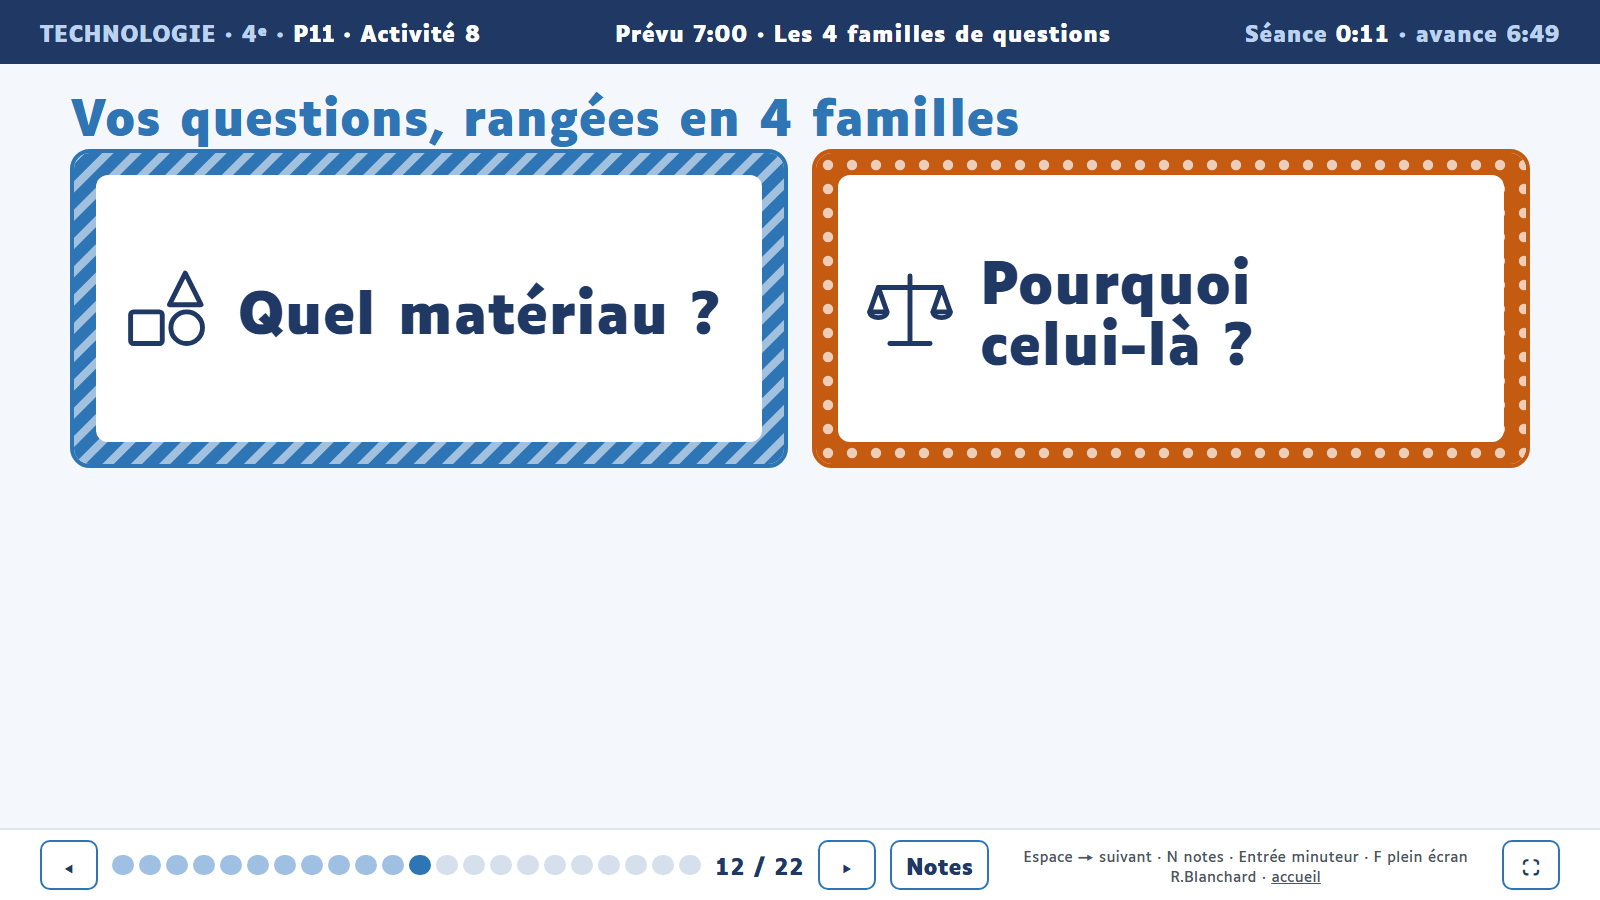 TECHNOLOGIE · 4ᵉ · P11 · Activité 8
Prévu 7:00 · Les 4 familles de questions
Séance 0:11 · avance 6:49
Vos questions, rangées en 4 familles
Quel matériau ?
Pourquoi
celui-là ?
12 / 22
Notes
Espace → suivant · N notes · Entrée minuteur · F plein écran
R.Blanchard · accueil